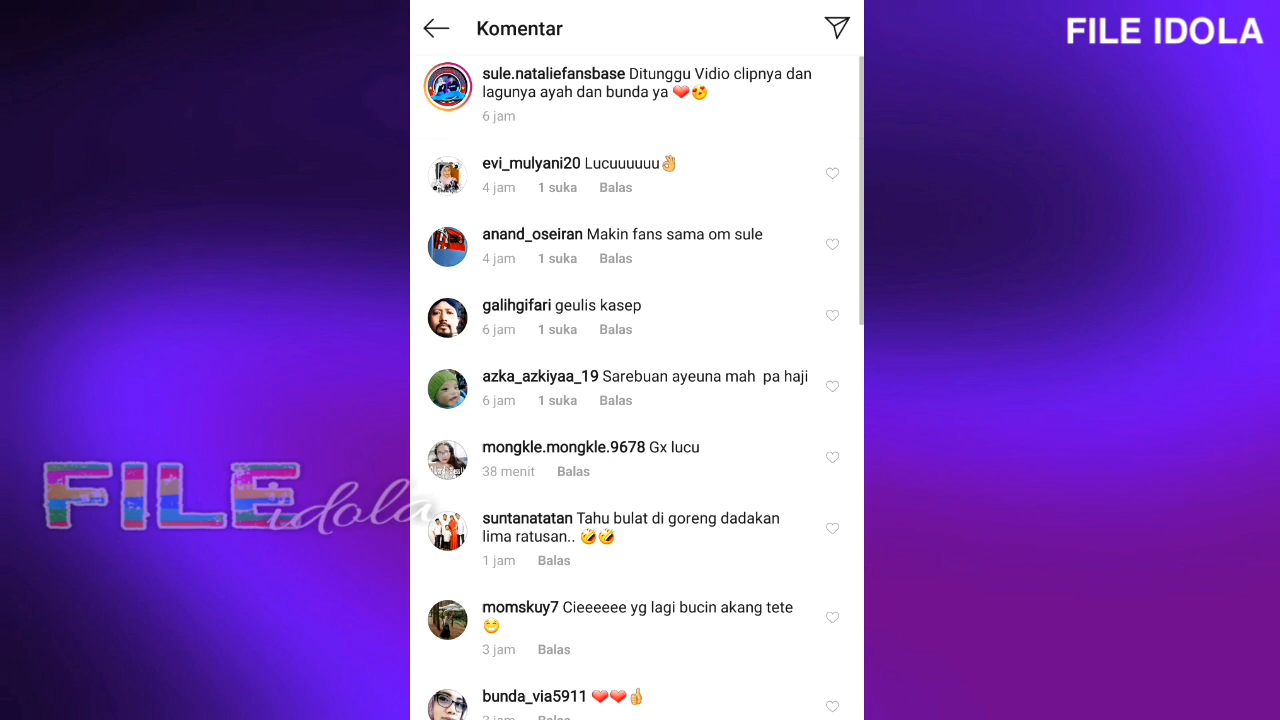 FILE IDOLA
Komentar
sule.nataliefansbase Ditunggu Vidio clipnya dan
lagunya ayah dan bunda ya ❤😍
6 jam
evi_mulyani20 Lucuuuuuu👌
4 jam 1 suka Balas
anand_oseiran Makin fans sama om sule
4 jam 1 suka Balas
galihgifari geulis kasep
6 jam 1 suka Balas
azka_azkiyaa_19 Sarebuan ayeuna mah pa haji
6 jam 1 suka Balas
mongkle.mongkle.9678 Gx lucu
38 menit Balas
FILE idola
suntanatatan Tahu bulat di goreng dadakan
lima ratusan.. 🤣🤣
1 jam Balas
momskuy7 Cieeeeee yg lagi bucin akang tete
😁
3 jam Balas
bunda_via5911 ❤❤👍
3 jam Balas